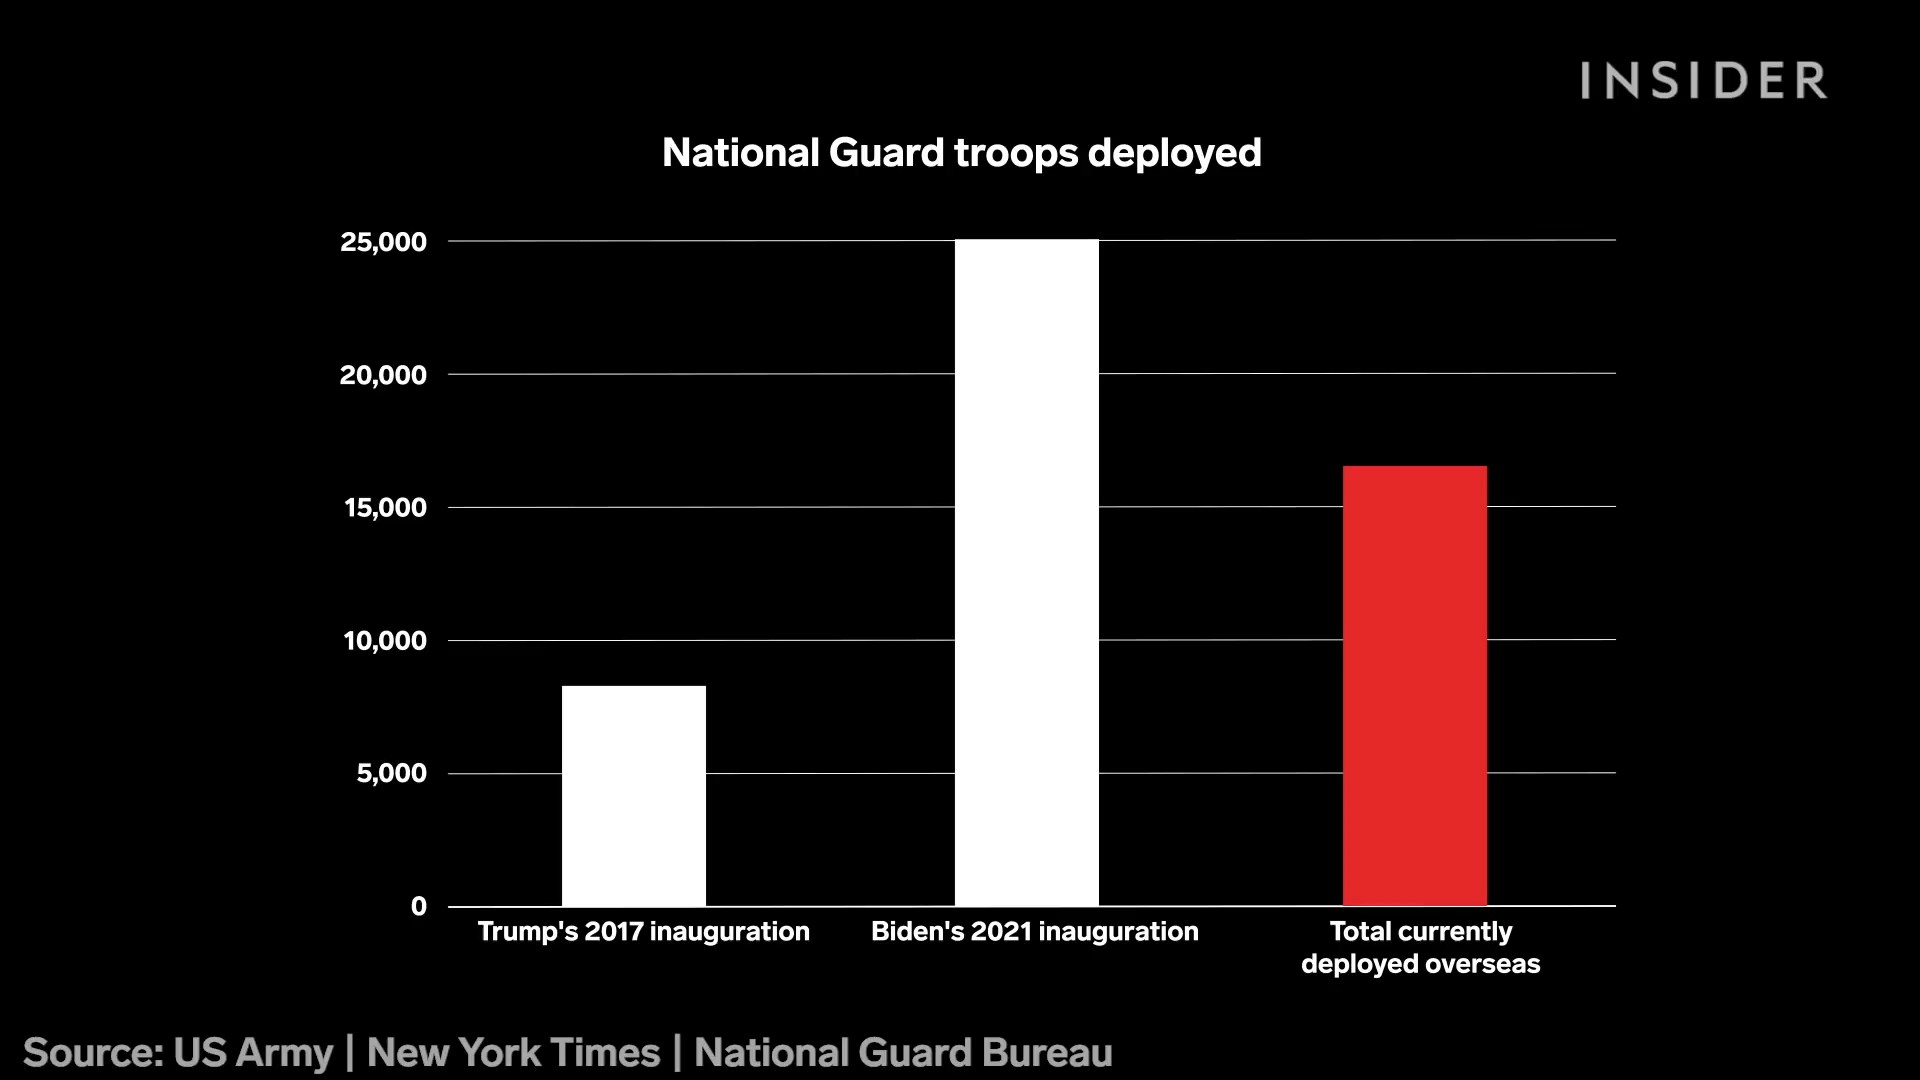 INSIDER
National Guard troops deployed
25,000
20,000
15,000
10,000
5,000
0
Trump's 2017 inauguration
Biden's 2021 inauguration
Total currently
deployed overseas
Source: US Army | New York Times | National Guard Bureau